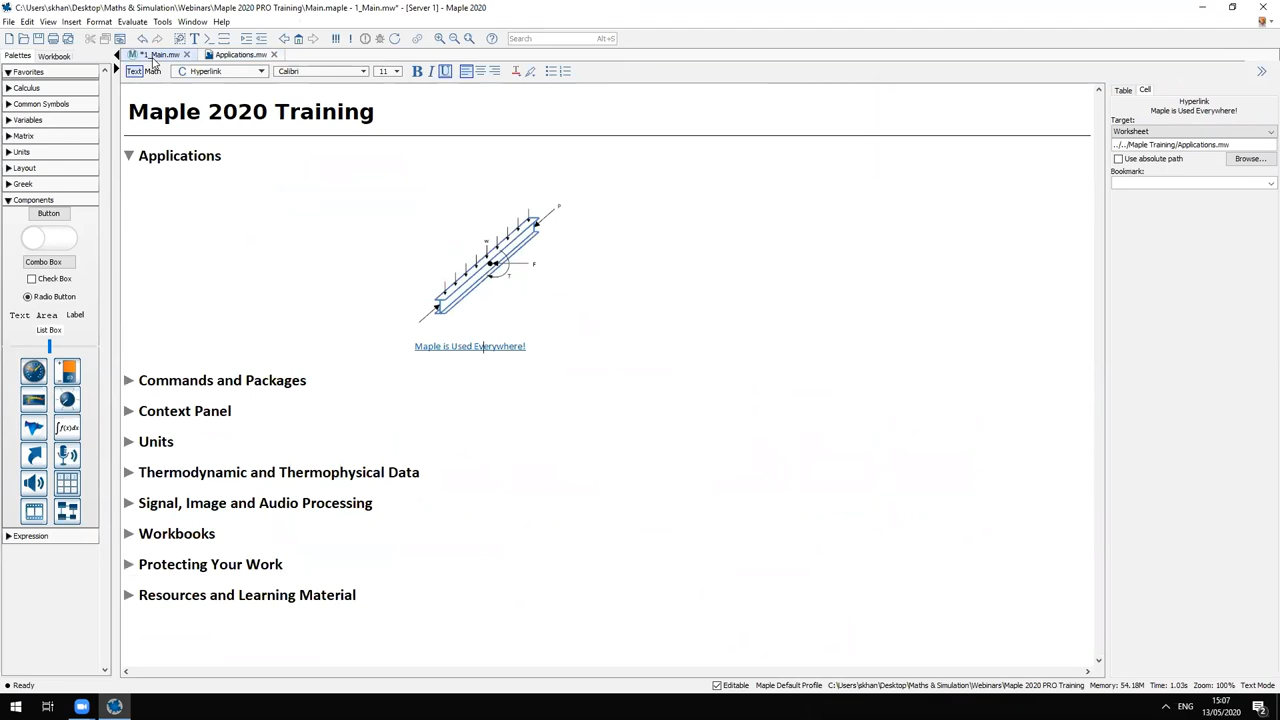 C:\Users\skhan\Desktop\Maths & Simulation\Webinars\Maple 2020 PRO Training\Main.maple - 1_Main.mw* - [Server 1] - Maple 2020
File Edit View Insert Format Evaluate Tools Window Help
Search Alt+S
Palettes Workbook *1_Main.mw Applications.mw
Text Math C Hyperlink Calibri 11 B I U
Favorites
Calculus
Common Symbols
Variables
Matrix
Units
Layout
Greek
Components
Button
Combo Box
Check Box
Radio Button
Text Area Label
List Box
∫f(x)dx
Expression
Maple 2020 Training
Applications
P
w
F
T
Maple is Used Everywhere!
Commands and Packages
Context Panel
Units
Thermodynamic and Thermophysical Data
Signal, Image and Audio Processing
Workbooks
Protecting Your Work
Resources and Learning Material
Table Cell
Hyperlink
Maple is Used Everywhere!
Target:
Worksheet
../../Maple Training/Applications.mw
Use absolute path Browse...
Bookmark:
Ready Editable Maple Default Profile C:\Users\skhan\Desktop\Maths & Simulation\Webinars\Maple 2020 PRO Training Memory: 54.18M Time: 1.03s Zoom: 100% Text Mode
ENG 15:07
13/05/2020 2